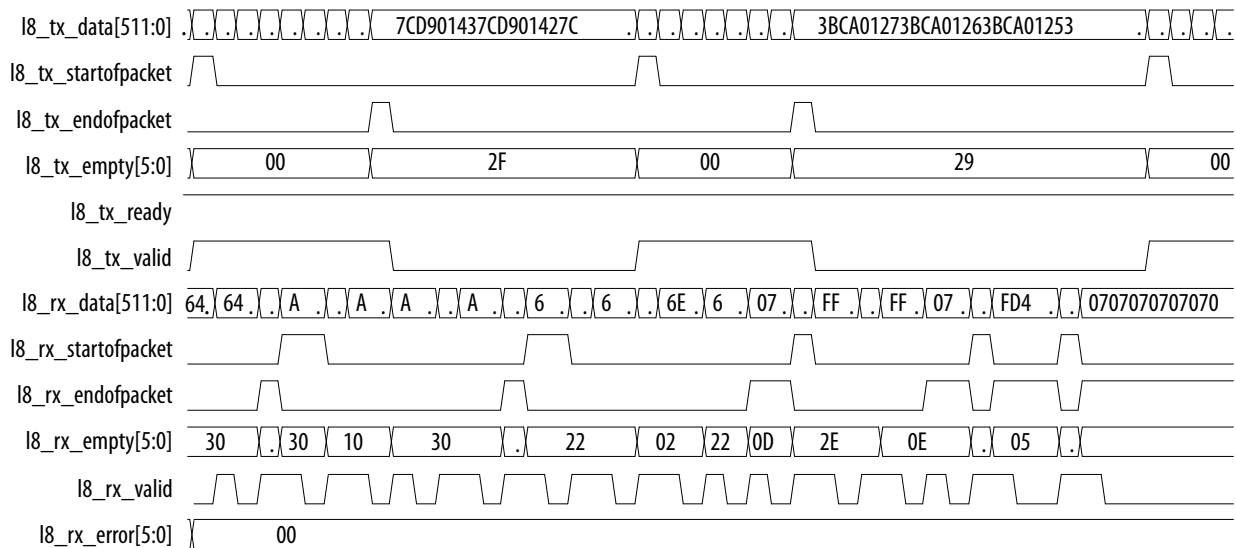 l8_tx_data[511:0] . . . . . . . . . 7CD901437CD901427C . . . . . . . . 3BCA01273BCA01263BCA01253 . . . . .
l8_tx_startofpacket
l8_tx_endofpacket
l8_tx_empty[5:0] 00 2F 00 29 00
l8_tx_ready
l8_tx_valid
l8_rx_data[511:0] 64. 64 . . A . . A . A . . A . . 6 . . 6 . . 6E . 6 . 07. . FF . . FF . 07 . . FD4 . . 0707070707070
l8_rx_startofpacket
l8_rx_endofpacket
l8_rx_empty[5:0] 30 . 30 10 30 . 22 02 22 0D 2E 0E . 05 .
l8_rx_valid
l8_rx_error[5:0] 00